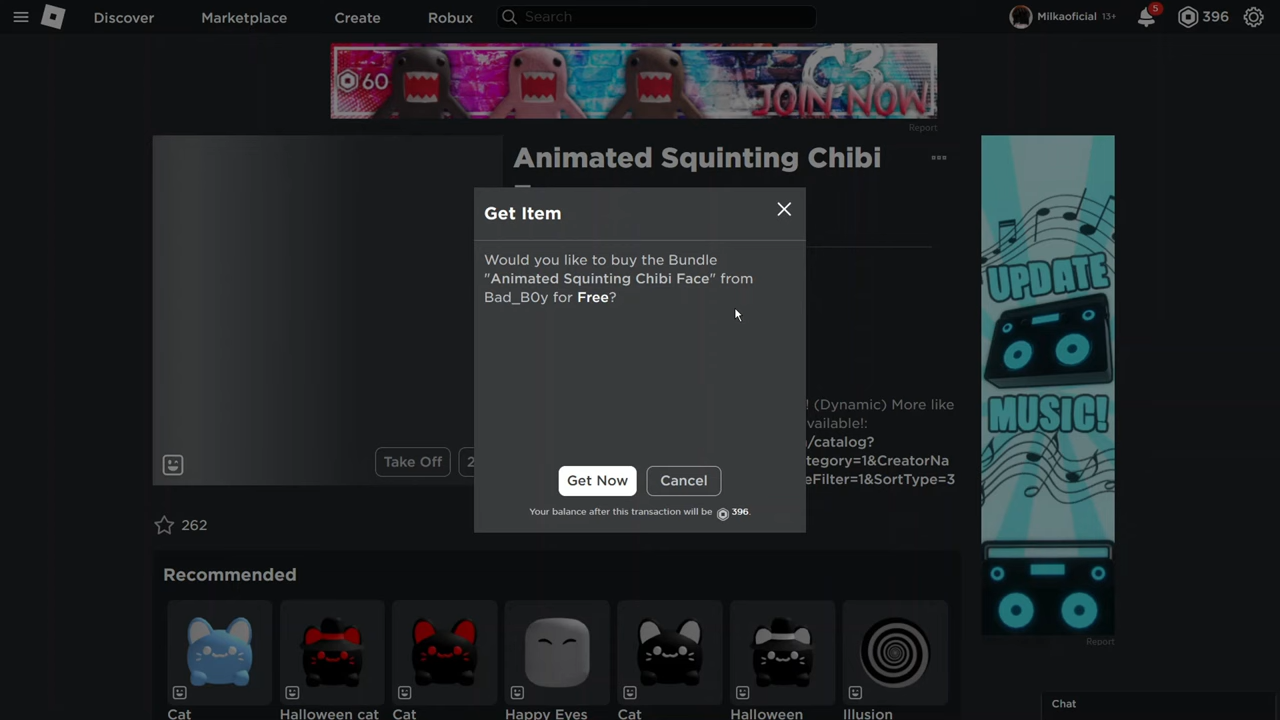 Discover
Marketplace
Create
Robux
Search
Milkaoficial 13+
5
396
60
C3
JOIN NOW
Report
Animated Squinting Chibi
Get Item
Would you like to buy the Bundle
"Animated Squinting Chibi Face" from
Bad_B0y for Free?
Get Now
Cancel
Your balance after this transaction will be 396.
! (Dynamic) More like
vailable!:
/catalog?
tegory=1&CreatorNa
eFilter=1&SortType=3
Take Off
2
262
UPDATE
MUSIC!
Report
Recommended
Cat
Halloween cat
Cat
Happy Eyes
Cat
Halloween
Illusion
Chat